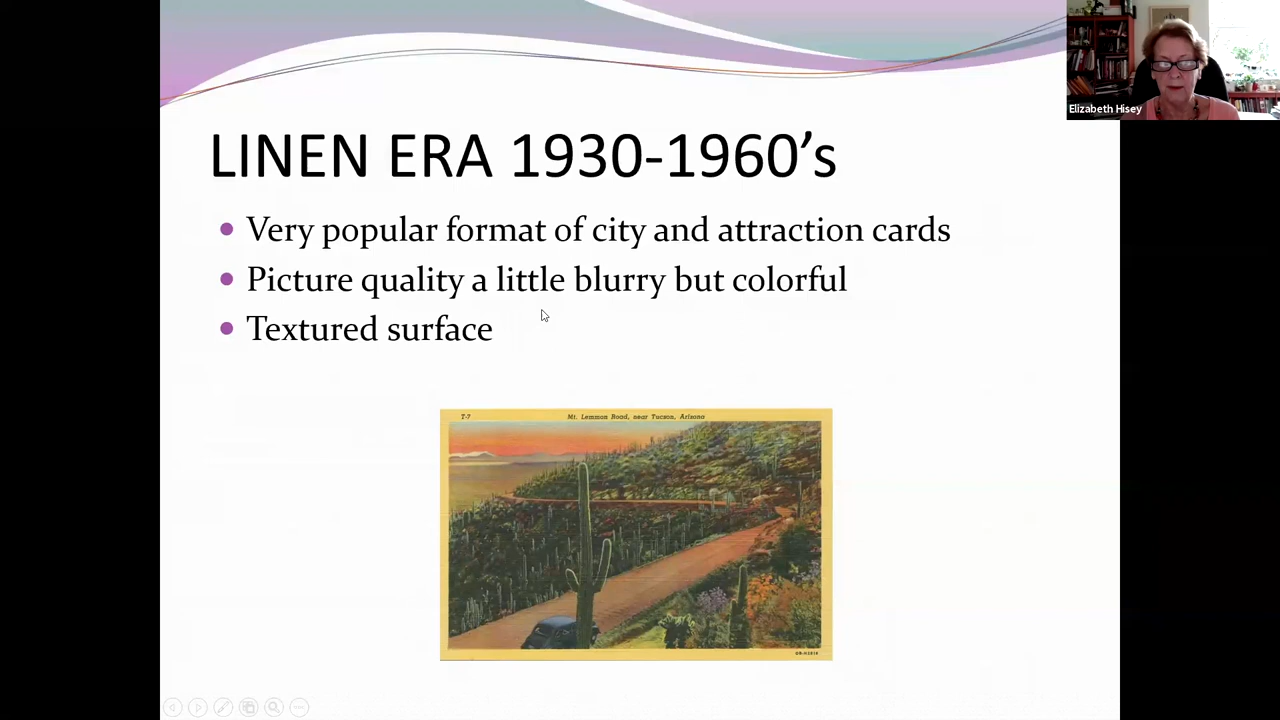 Elizabeth Hisey
LINEN ERA 1930-1960’s
Very popular format of city and attraction cards
Picture quality a little blurry but colorful
Textured surface
T-7 Mt. Lemmon Road, near Tucson, Arizona